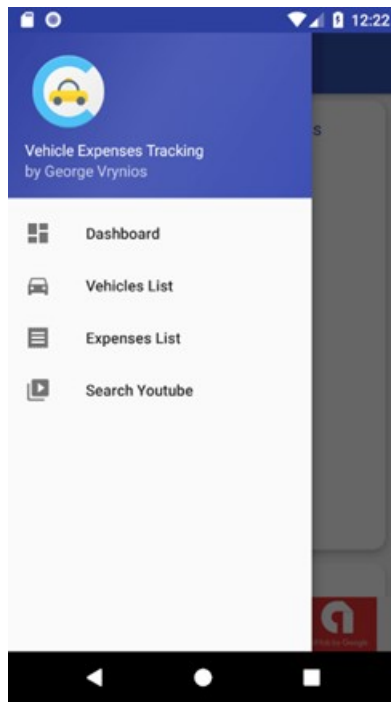 12:22
Vehicle Expenses Tracking
by George Vrynios
s
Dashboard
Vehicles List
Expenses List
Search Youtube